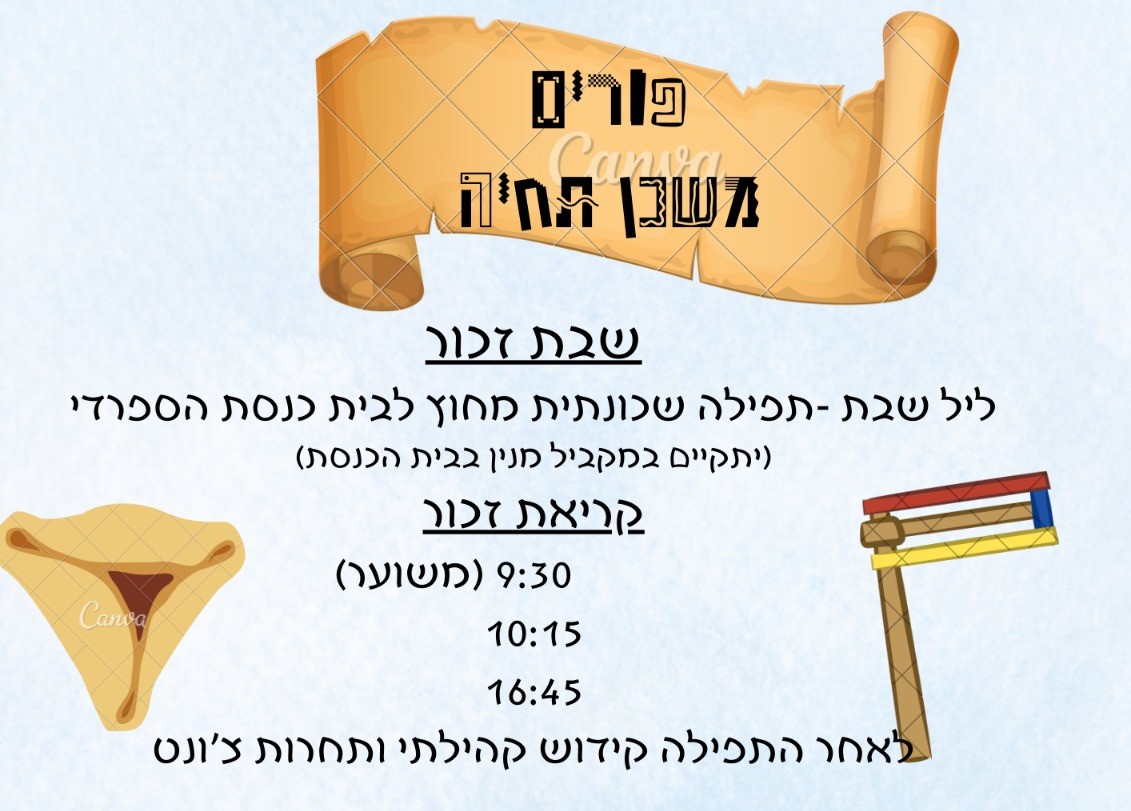 פורים
Canva
משכן תחיה
שבת זכור
ליל שבת -תפילה שכונתית מחוץ לבית כנסת הספרדי
(יתקיים במקביל מנין בבית הכנסת)
קריאת זכור
9:30 (משוער)
10:15
Canva
16:45
לאחר התפילה קידוש קהילתי ותחרות צ'ונט